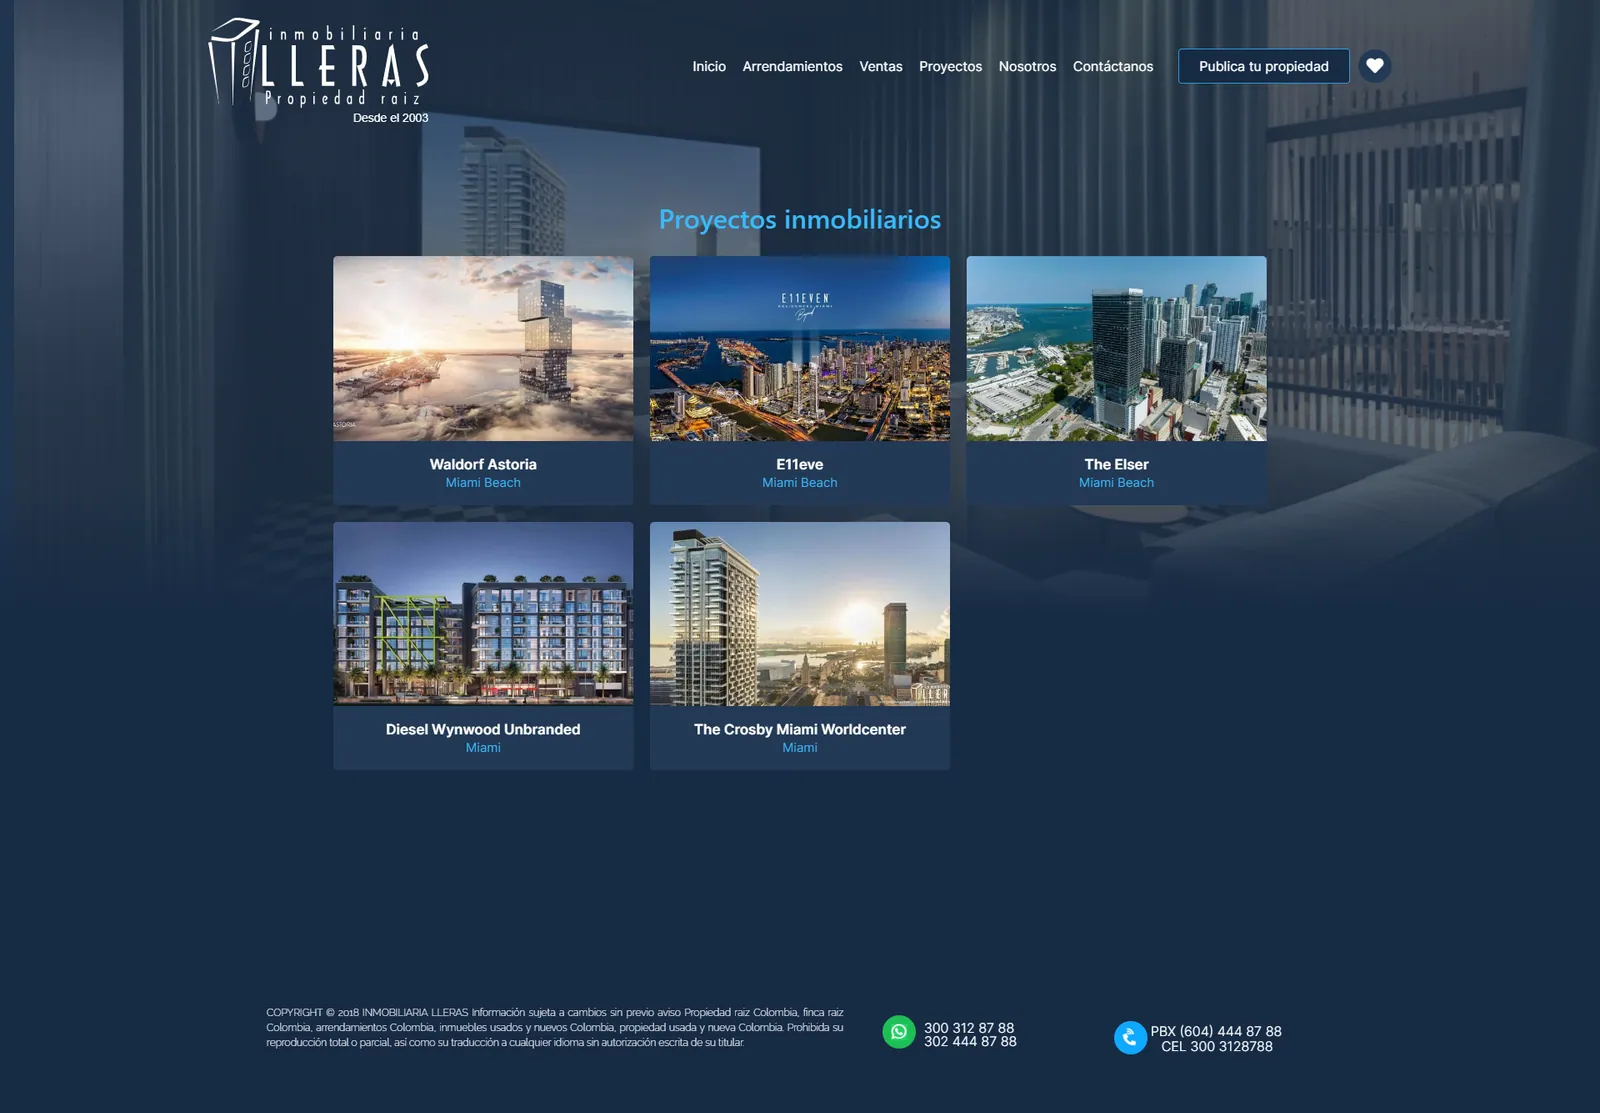 inmobiliaria
LLERAS
Propiedad raiz
Desde el 2003
Inicio
Arrendamientos
Ventas
Proyectos
Nosotros
Contáctanos
Publica tu propiedad
Proyectos inmobiliarios
ASTORIA
E11EVEN
RESIDENCES MIAMI
Beyond
Waldorf Astoria
Miami Beach
E11eve
Miami Beach
The Elser
Miami Beach
LLER
Diesel Wynwood Unbranded
Miami
The Crosby Miami Worldcenter
Miami
COPYRIGHT © 2018 INMOBILIARIA LLERAS Información sujeta a cambios sin previo aviso Propiedad raiz Colombia, finca raiz
Colombia, arrendamientos Colombia, inmuebles usados y nuevos Colombia, propiedad usada y nueva Colombia. Prohibida su
reproducción total o parcial, así como su traducción a cualquier idioma sin autorización escrita de su titular.
300 312 87 88
302 444 87 88
PBX (604) 444 87 88
CEL 300 3128788